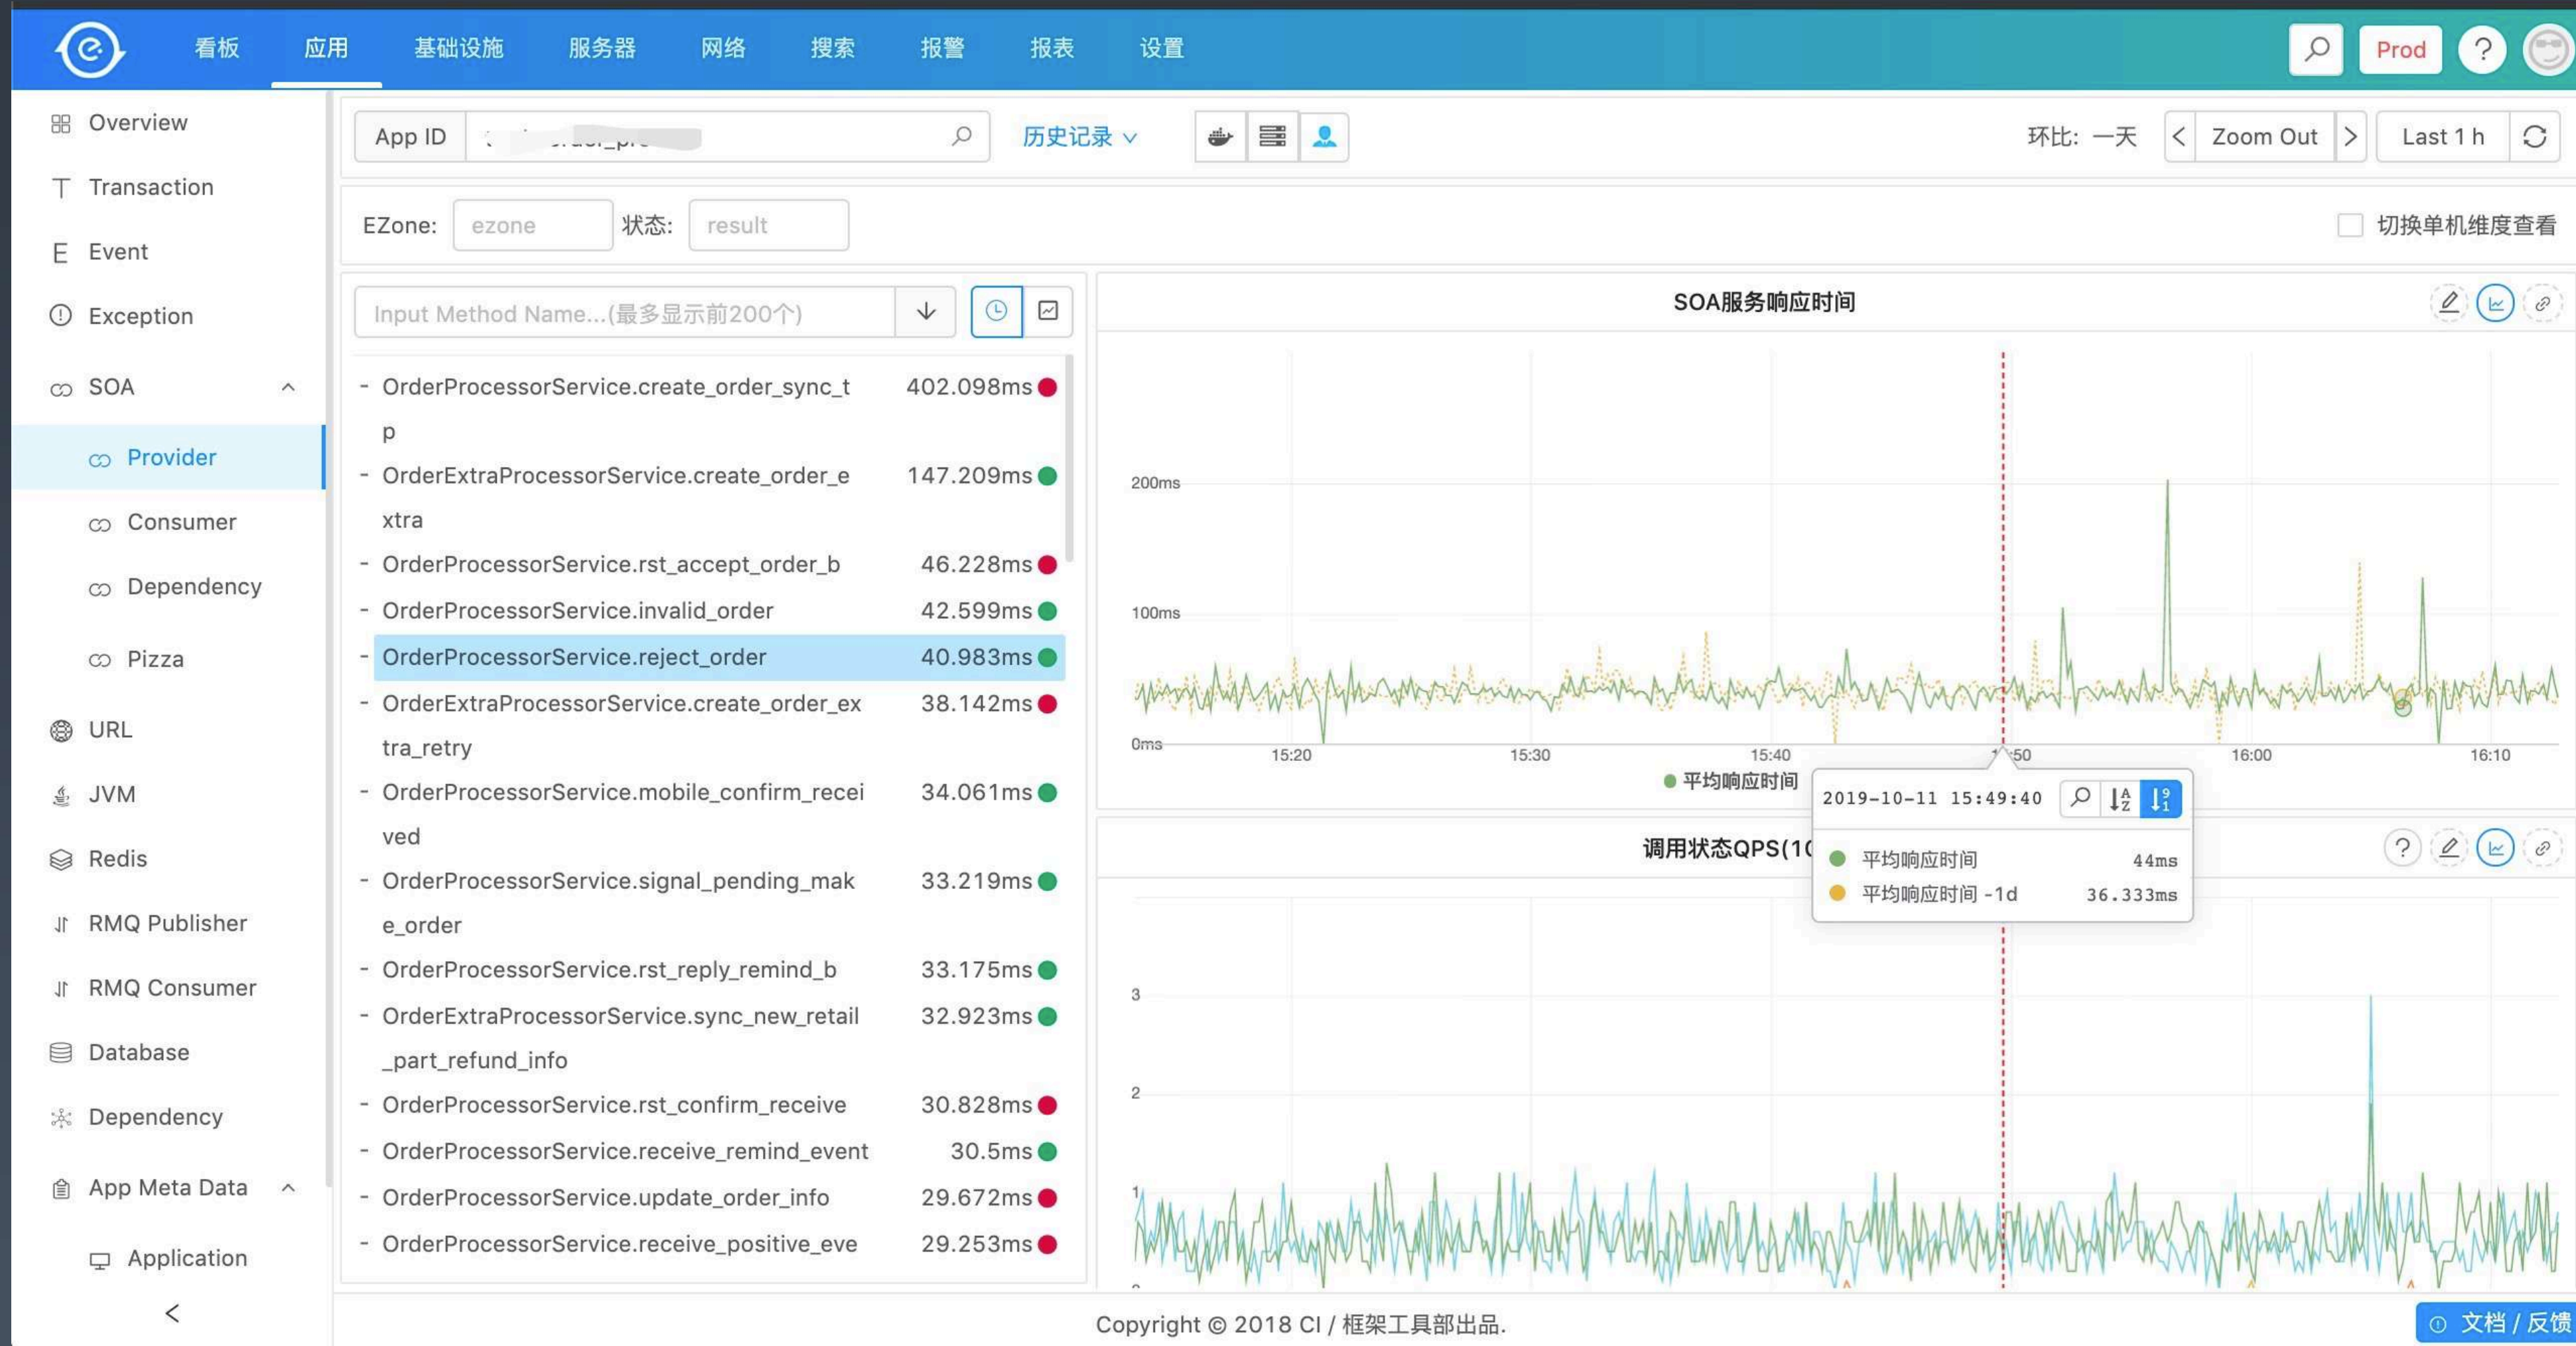 看板 应用 基础设施 服务器 网络 搜索 报警 报表 设置 Prod ?
Overview
Transaction
Event
Exception
SOA
Provider
Consumer
Dependency
Pizza
URL
JVM
Redis
RMQ Publisher
RMQ Consumer
Database
Dependency
App Meta Data
Application
App ID 历史记录 环比: 一天 Zoom Out Last 1 h
EZone: ezone 状态: result 切换单机维度查看
Input Method Name...(最多显示前200个)
- OrderProcessorService.create_order_sync_t 402.098ms
p
- OrderExtraProcessorService.create_order_e 147.209ms
xtra
- OrderProcessorService.rst_accept_order_b 46.228ms
- OrderProcessorService.invalid_order 42.599ms
- OrderProcessorService.reject_order 40.983ms
- OrderExtraProcessorService.create_order_ex 38.142ms
tra_retry
- OrderProcessorService.mobile_confirm_recei 34.061ms
ved
- OrderProcessorService.signal_pending_mak 33.219ms
e_order
- OrderProcessorService.rst_reply_remind_b 33.175ms
- OrderExtraProcessorService.sync_new_retail 32.923ms
_part_refund_info
- OrderProcessorService.rst_confirm_receive 30.828ms
- OrderProcessorService.receive_remind_event 30.5ms
- OrderProcessorService.update_order_info 29.672ms
- OrderProcessorService.receive_positive_eve 29.253ms
SOA服务响应时间
200ms
100ms
0ms
15:20 15:30 15:40 :50 16:00 16:10
平均响应时间
2019-10-11 15:49:40
平均响应时间 44ms
平均响应时间 -1d 36.333ms
调用状态QPS(10 ?
3
2
1
Copyright © 2018 CI / 框架工具部出品.
文档 / 反馈